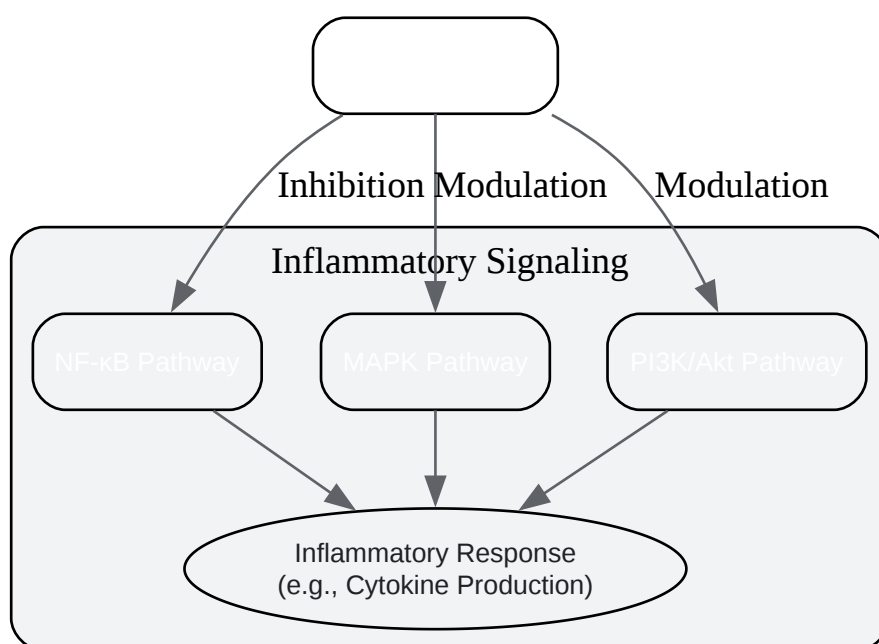 Inhibition Modulation Modulation
Inflammatory Signaling
NF-κB Pathway MAPK Pathway PI3K/Akt Pathway
Inflammatory Response
(e.g., Cytokine Production)